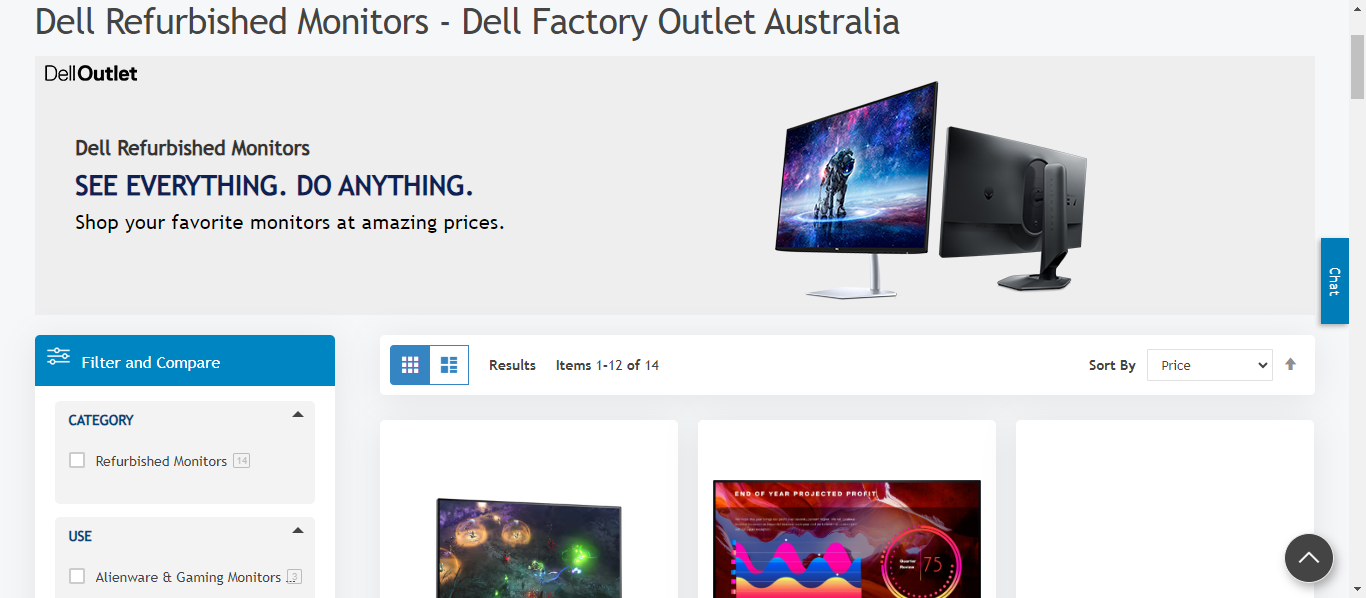 Dell Refurbished Monitors - Dell Factory Outlet Australia
DellOutlet
Dell Refurbished Monitors
SEE EVERYTHING. DO ANYTHING.
Shop your favorite monitors at amazing prices.
Chat
Filter and Compare
Results Items 1-12 of 14
Sort By Price
CATEGORY
Refurbished Monitors 14
USE
Alienware & Gaming Monitors ... 3
END OF YEAR PROJECTED PROFIT
Quarter
Review
75